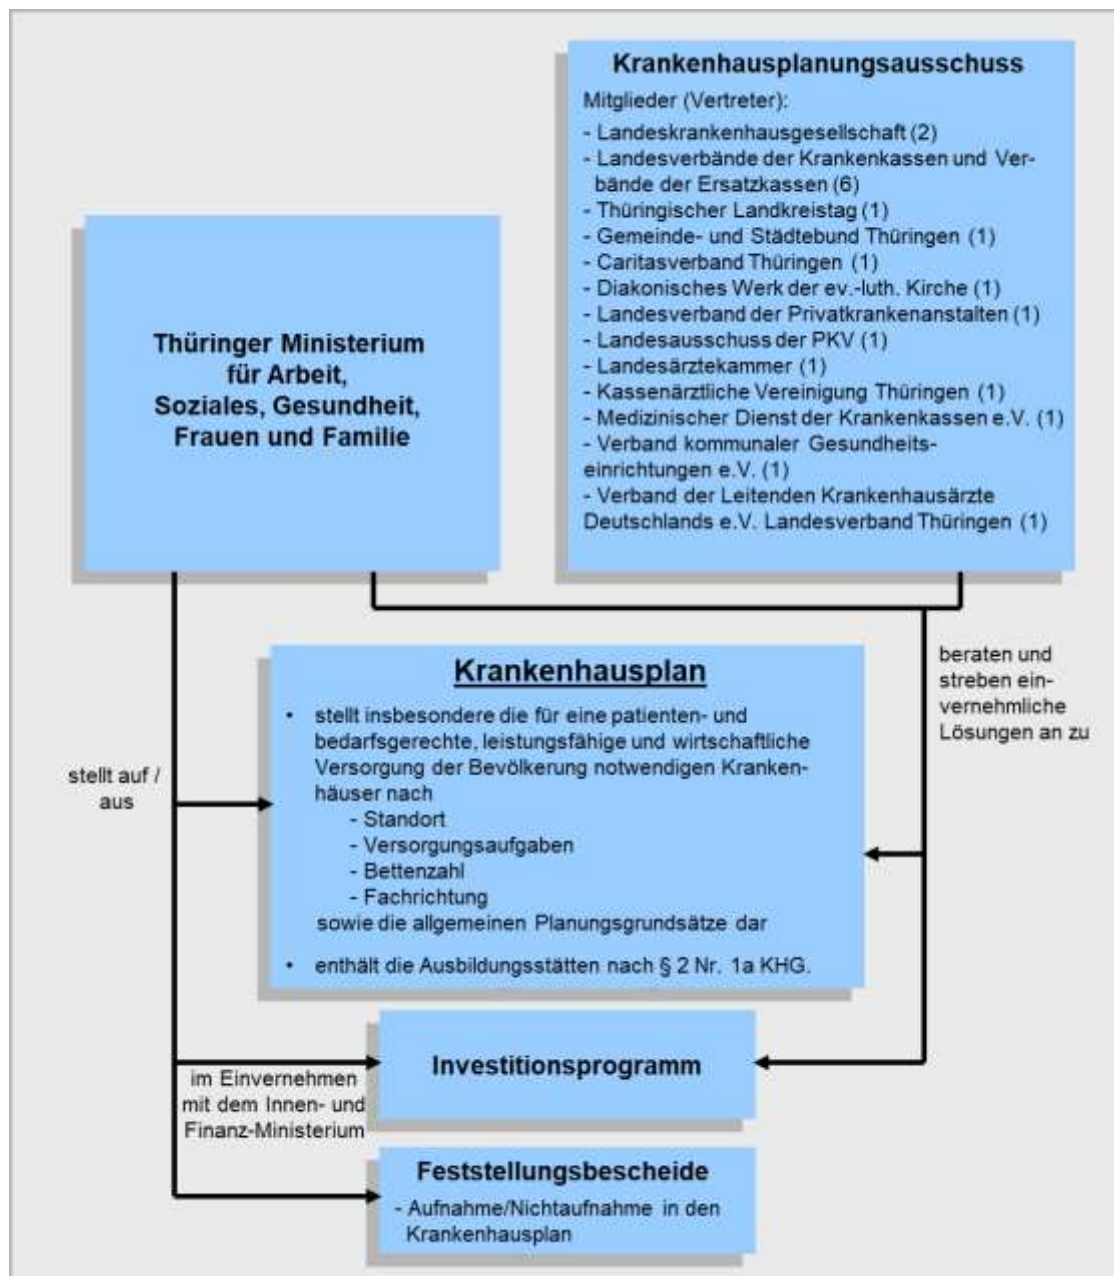 Krankenhausplanungsausschuss
Mitglieder (Vertreter):
- Landeskrankenhausgesellschaft (2)
- Landesverbände der Krankenkassen und Ver-
bände der Ersatzkassen (6)
- Thüringischer Landkreistag (1)
- Gemeinde- und Städtebund Thüringen (1)
- Caritasverband Thüringen (1)
- Diakonisches Werk der ev.-luth. Kirche (1)
- Landesverband der Privatkrankenanstalten (1)
- Landesausschuss der PKV (1)
- Landesärztekammer (1)
- Kassenärztliche Vereinigung Thüringen (1)
- Medizinischer Dienst der Krankenkassen e.V. (1)
- Verband kommunaler Gesundheits-
einrichtungen e.V. (1)
- Verband der Leitenden Krankenhausärzte
Deutschlands e.V. Landesverband Thüringen (1)
Thüringer Ministerium
für Arbeit,
Soziales, Gesundheit,
Frauen und Familie
beraten und
streben ein-
vernehmliche
Lösungen an zu
stellt auf /
aus
Krankenhausplan
• stellt insbesondere die für eine patienten- und
bedarfsgerechte, leistungsfähige und wirtschaftliche
Versorgung der Bevölkerung notwendigen Kranken-
häuser nach
- Standort
- Versorgungsaufgaben
- Bettenzahl
- Fachrichtung
sowie die allgemeinen Planungsgrundsätze dar
• enthält die Ausbildungsstätten nach § 2 Nr. 1a KHG.
im Einvernehmen
mit dem Innen- und
Finanz-Ministerium
Investitionsprogramm
Feststellungsbescheide
- Aufnahme/Nichtaufnahme in den
Krankenhausplan